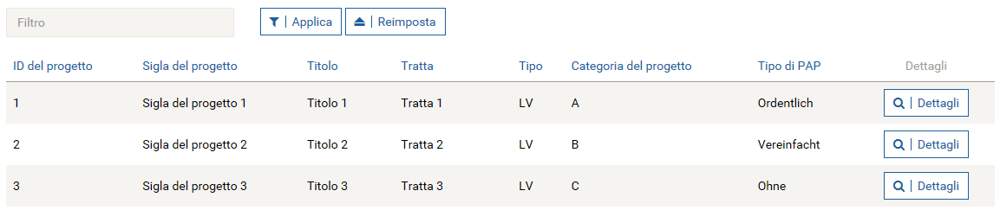 Filtro Applica Reimposta
ID del progetto Sigla del progetto Titolo Tratta Tipo Categoria del progetto Tipo di PAP Dettagli
1 Sigla del progetto 1 Titolo 1 Tratta 1 LV A Ordentlich Dettagli
2 Sigla del progetto 2 Titolo 2 Tratta 2 LV B Vereinfacht Dettagli
3 Sigla del progetto 3 Titolo 3 Tratta 3 LV C Ohne Dettagli